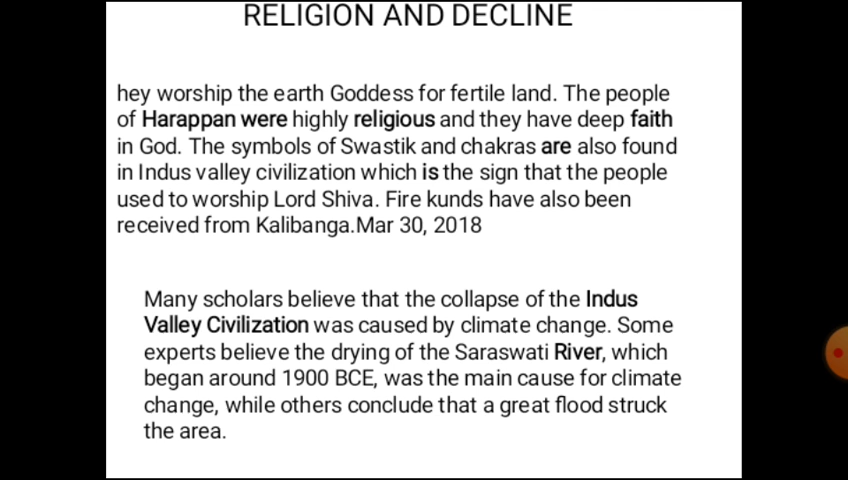 RELIGION AND DECLINE
hey worship the earth Goddess for fertile land. The people
of Harappan were highly religious and they have deep faith
in God. The symbols of Swastik and chakras are also found
in Indus valley civilization which is the sign that the people
used to worship Lord Shiva. Fire kunds have also been
received from Kalibanga.Mar 30, 2018
Many scholars believe that the collapse of the Indus
Valley Civilization was caused by climate change. Some
experts believe the drying of the Saraswati River, which
began around 1900 BCE, was the main cause for climate
change, while others conclude that a great flood struck
the area.